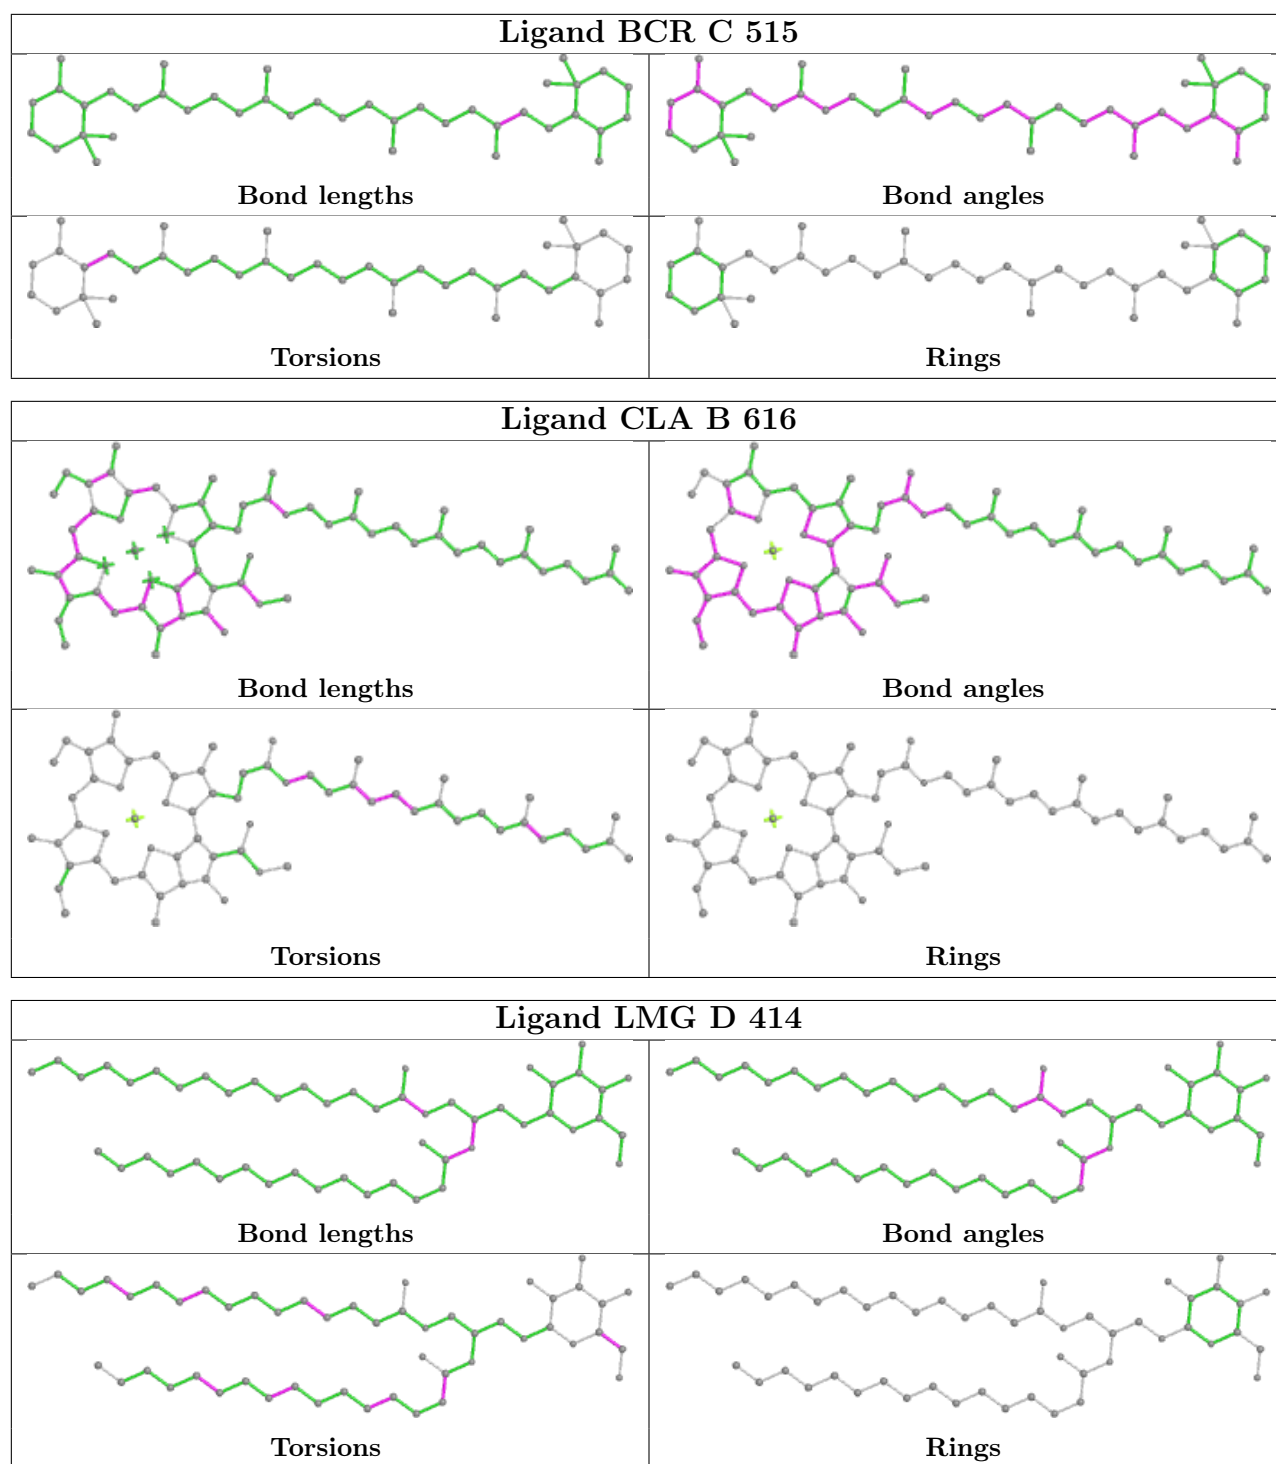 Ligand BCR C 515
Bond lengths
Bond angles
Torsions
Rings
Ligand CLA B 616
Bond lengths
Bond angles
Torsions
Rings
Ligand LMG D 414
Bond lengths
Bond angles
Torsions
Rings